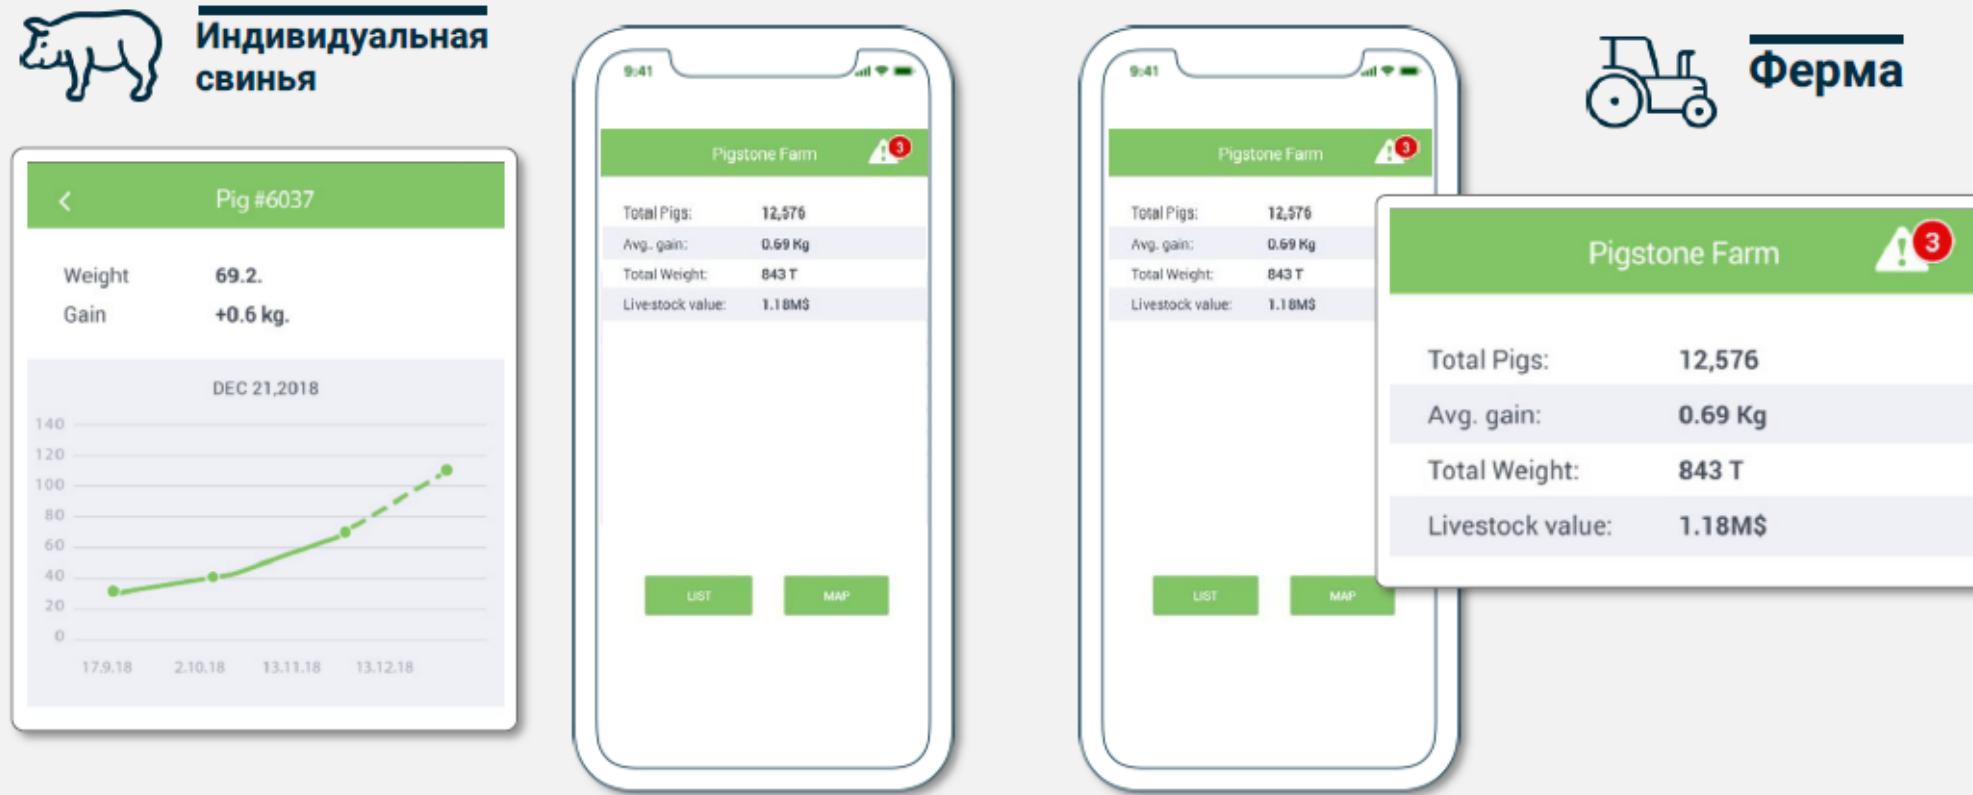 Индивидуальная
свинья
Pig #6037
Weight 69.2.
Gain +0.6 kg.
DEC 21,2018
140
120
100
80
60
40
20
0
17.9.18 2.10.18 13.11.18 13.12.18
9:41
Pigstone Farm 3
Total Pigs: 12,576
Avg. gain: 0.69 Kg
Total Weight: 843 T
Livestock value: 1.18M$
LIST MAP
9:41
Pigstone Farm 3
Total Pigs: 12,576
Avg. gain: 0.69 Kg
Total Weight: 843 T
Livestock value: 1.18M$
LIST MAP
Ферма
Pigstone Farm 3
Total Pigs: 12,576
Avg. gain: 0.69 Kg
Total Weight: 843 T
Livestock value: 1.18M$